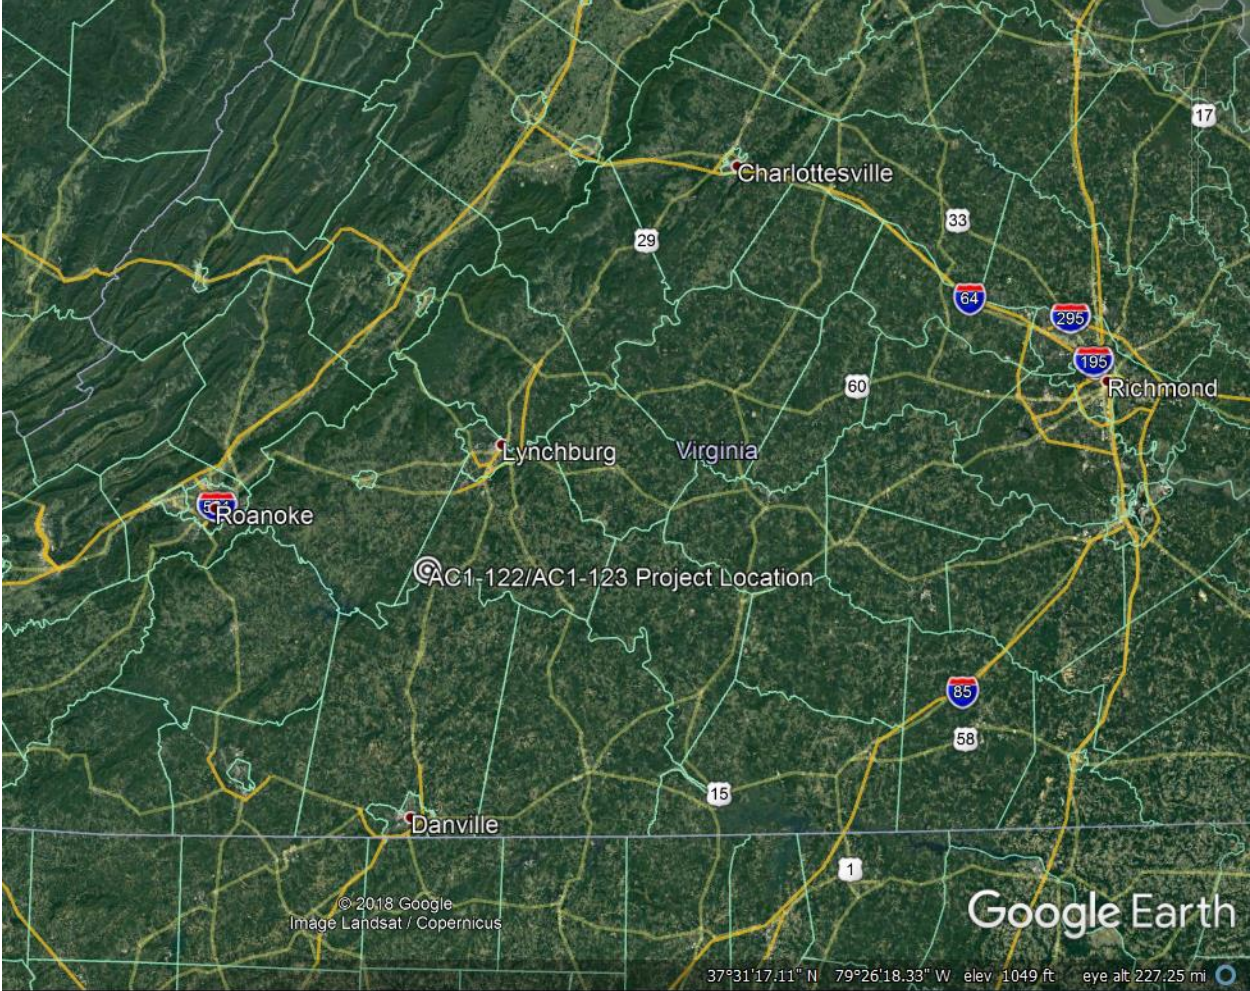 17
Charlottesville
33
29
64
295
195
60
Richmond
Lynchburg
Virginia
Roanoke
AC1-122/AC1-123 Project Location
85
58
15
Danville
1
© 2018 Google
Image Landsat / Copernicus
Google Earth
37°31'17.11" N 79°26'18.33" W elev 1049 ft eye alt 227.25 mi